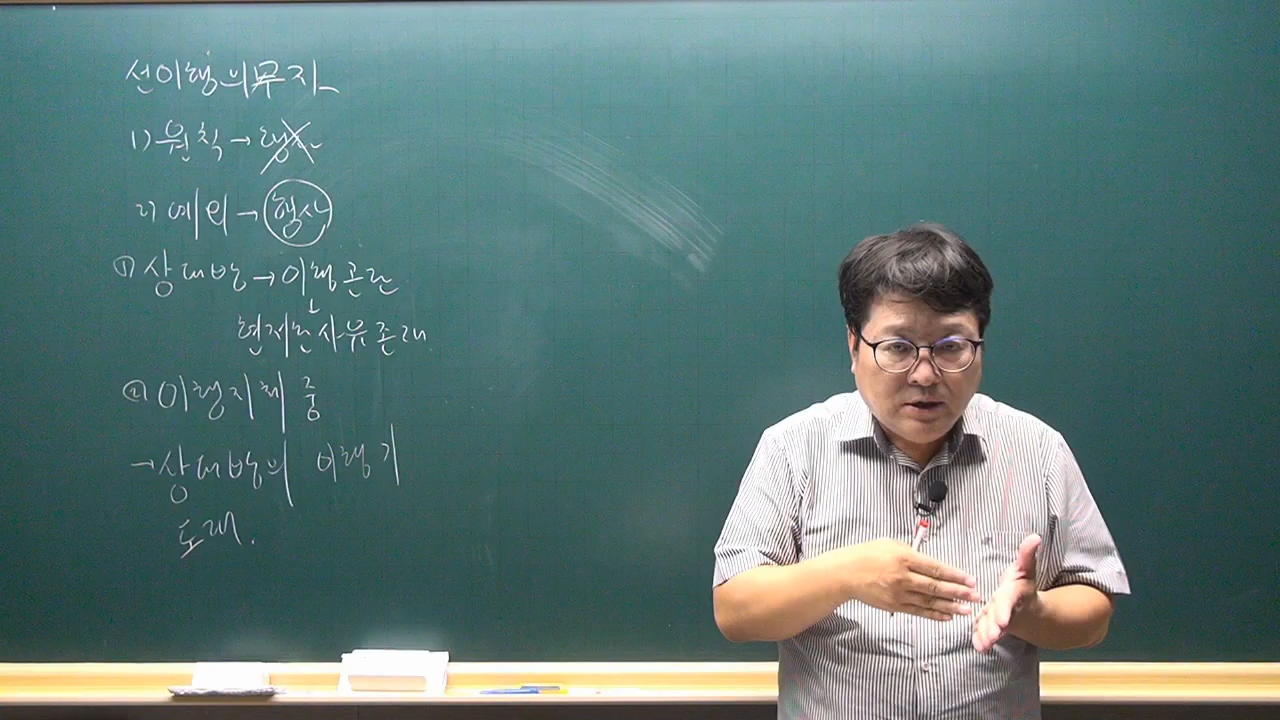 선이행의무자
1) 원칙 → 행사
2) 예외 → 행사
① 상대방 → 이행곤란
↓
현저한 사유 존재.
② 이행지체 중
→ 상대방의 이행기
도래.